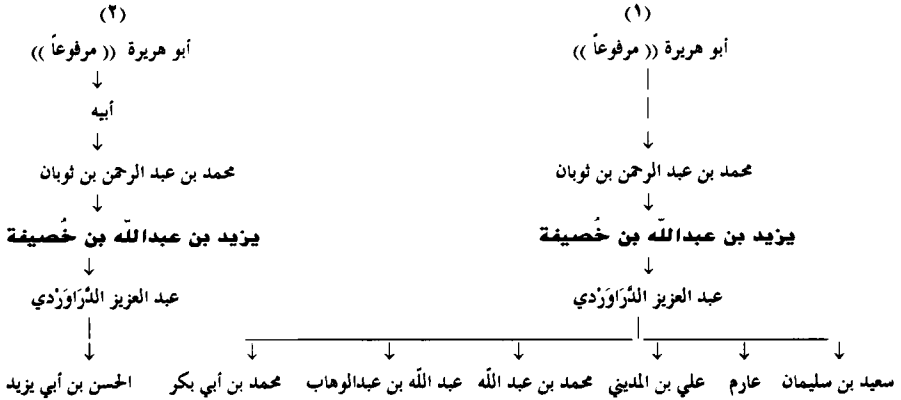 (١) (٢)
أبو هريرة (( مرفوعاً )) أبو هريرة (( مرفوعاً ))
أبيه
محمد بن عبد الرحمن بن ثوبان محمد بن عبد الرحمن بن ثوبان
يزيد بن عبدالله بن خُصيفة يزيد بن عبدالله بن خُصيفة
عبد العزيز الدَّرَاوَرْدي عبد العزيز الدَّرَاوَرْدي
سعيد بن سليمان عارم علي بن المديني محمد بن عبد الله عبد الله بن عبدالوهاب محمد بن أبي بكر الحسن بن أبي يزيد